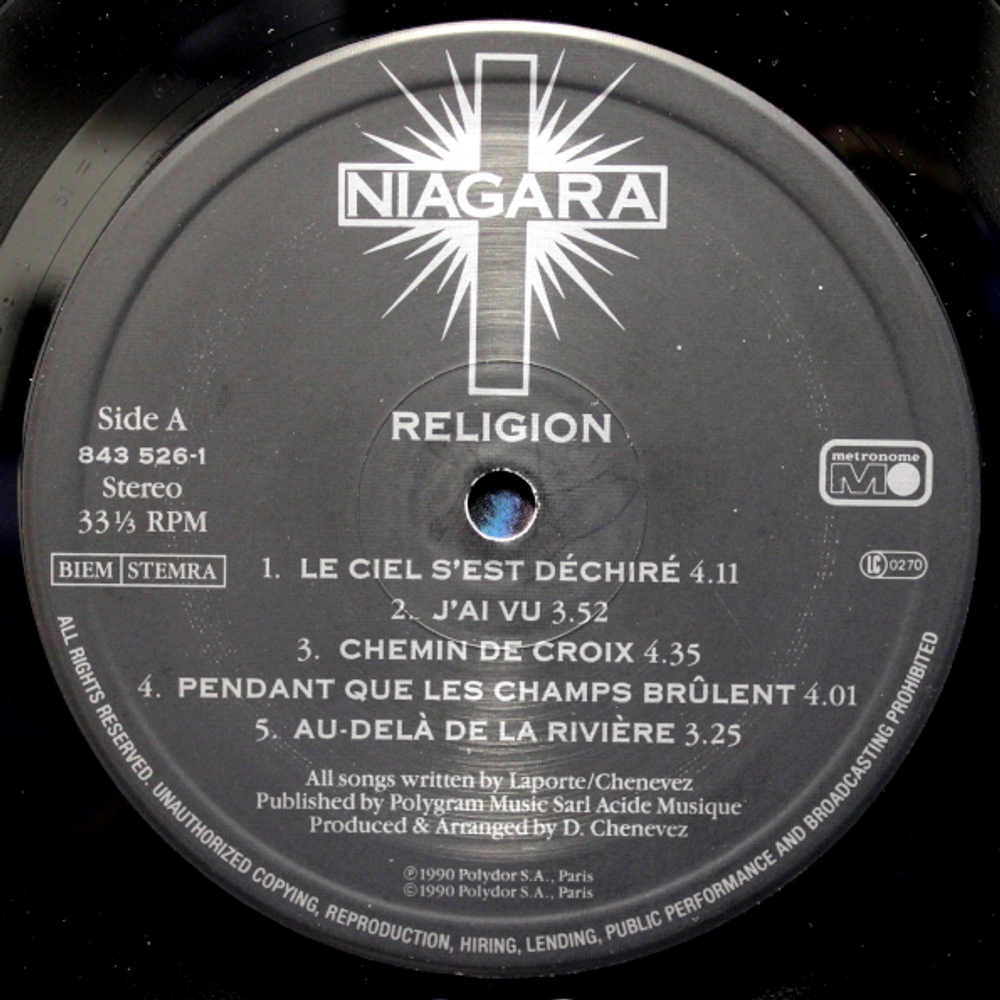 NIAGARA
RELIGION
Side A
843 526-1
Stereo
33⅓ RPM
BIEM STEMRA
metronome
M
LC 0270
1. LE CIEL S'EST DÉCHIRÉ 4.11
2. J'AI VU 3.52
3. CHEMIN DE CROIX 4.35
4. PENDANT QUE LES CHAMPS BRÛLENT 4.01
5. AU-DELÀ DE LA RIVIÈRE 3.25
All songs written by Laporte/Chenevez
Published by Polygram Music Sarl Acide Musique
Produced & Arranged by D. Chenevez
℗1990 Polydor S.A., Paris
©1990 Polydor S.A., Paris
ALL RIGHTS RESERVED. UNAUTHORIZED COPYING, REPRODUCTION, HIRING, LENDING, PUBLIC PERFORMANCE AND BROADCASTING PROHIBITED